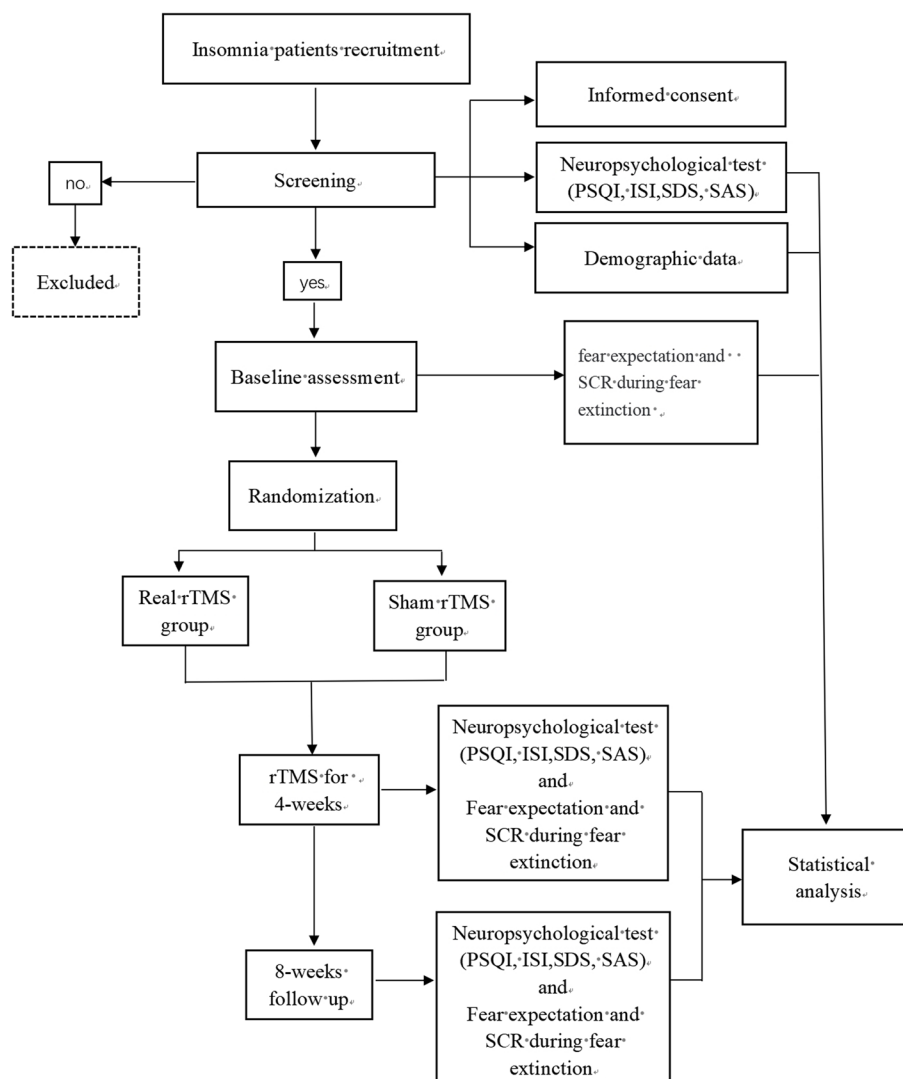 Insomnia patients recruitment
Informed consent
Neuropsychological test
(PSQI, ISI,SDS, SAS)
Screening
no
Demographic data
Excluded
yes
fear expectation and
SCR during fear
extinction
Baseline assessment
Randomization
Real rTMS
group
Sham rTMS
group
Neuropsychological test
(PSQI, ISI,SDS, SAS)
and
Fear expectation and
SCR during fear
extinction
rTMS for
4-weeks
Statistical
analysis
Neuropsychological test
(PSQI, ISI,SDS, SAS)
and
Fear expectation and
SCR during fear
extinction
8-weeks
follow up